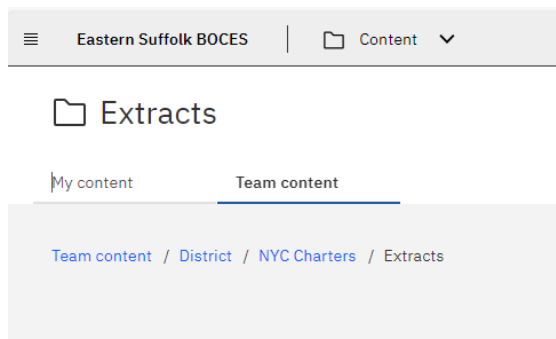 Eastern Suffolk BOCES Content
Extracts
My content Team content
Team content / District / NYC Charters / Extracts